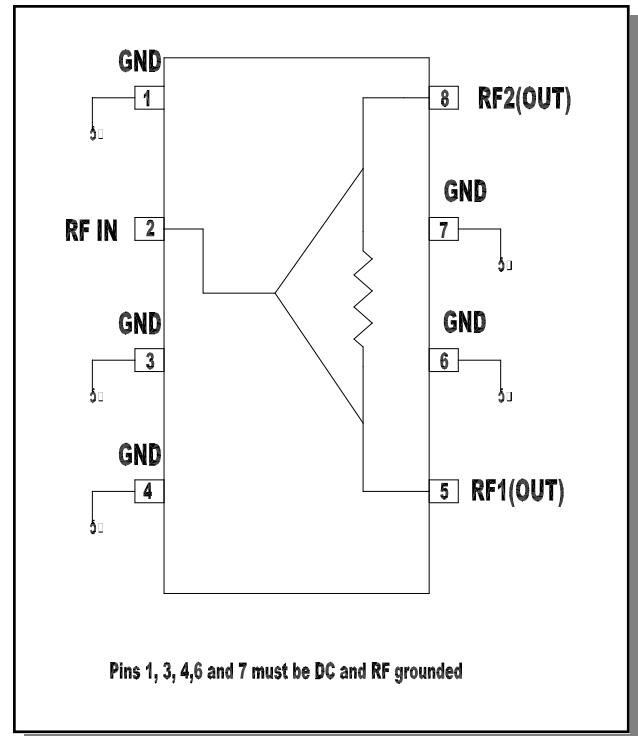 GND
1
8
RF2(OUT)
GND
RF IN
2
7
GND
GND
3
6
GND
4
5
RF1(OUT)
Pins 1, 3, 4,6 and 7 must be DC and RF grounded